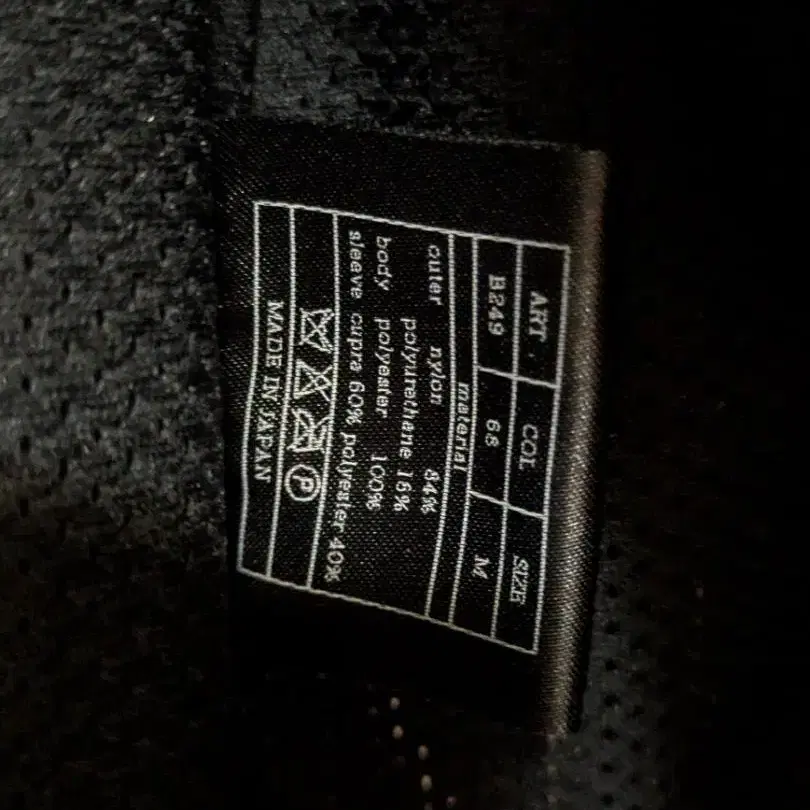 ART. COL SIZE
B249 68 M
material
outer nylon 84%
polyurethane 16%
body polyester 100%
sleeve cupra 60% polyester 40%
P
MADE IN JAPAN